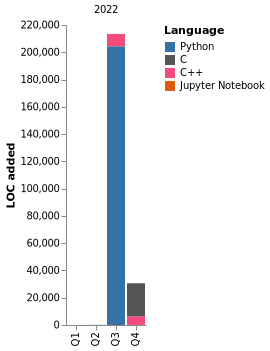 2022
Language
Python
C
C++
Jupyter Notebook
LOC added
220,000
200,000
180,000
160,000
140,000
120,000
100,000
80,000
60,000
40,000
20,000
0
Q1
Q2
Q3
Q4